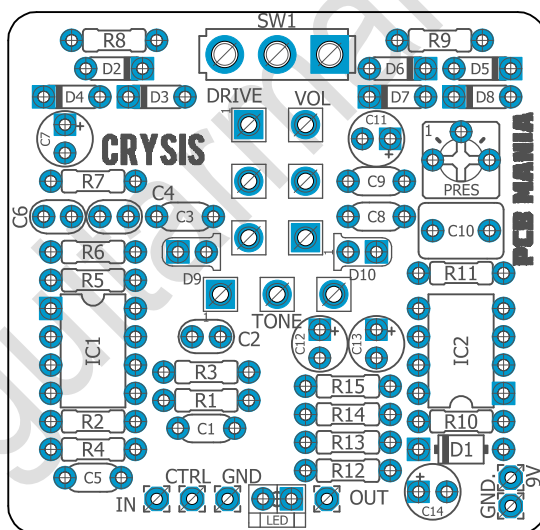 SW1
R8
R9
D2
D6
D5
D4
D3
D7
D8
DRIVE
VOL
C7
C11
+
1
CRYSIS
PCB MANIA
R7
C9
PRES
C4
C6
C3
C8
C10
R6
D9
1
D10
R5
R11
1
TONE
IC1
C2
+
C12
+
C13
IC2
R3
R15
R1
R14
R2
C1
R10
R13
R4
D1
R12
C5
CTRL
GND
9V
IN
OUT
+
C14
GND
LED
guitarman